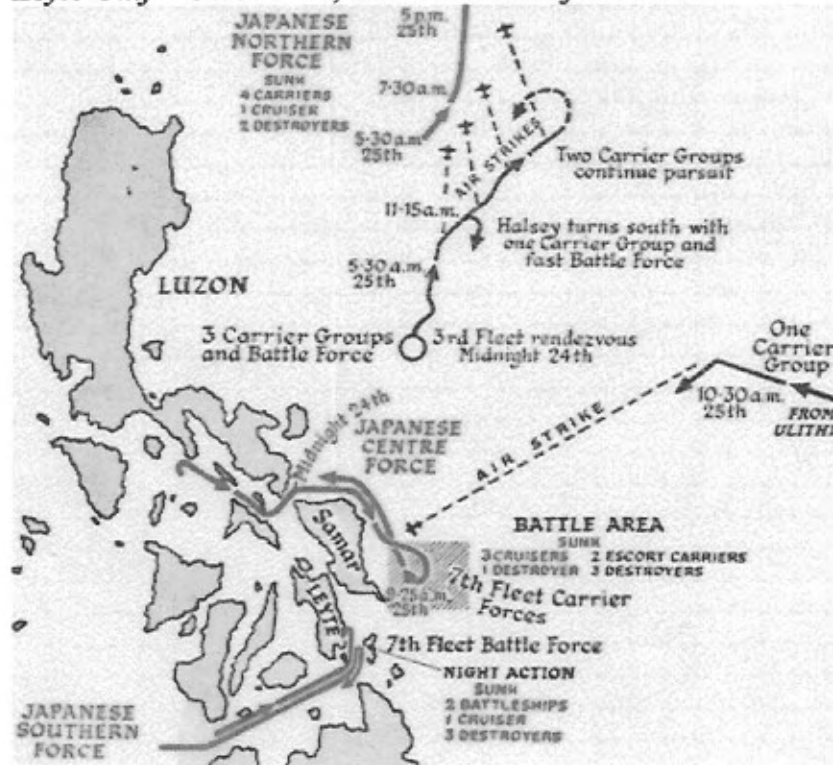 JAPANESE
NORTHERN
FORCE
SUNK
4 CARRIERS
1 CRUISER
2 DESTROYERS
5 p.m.
25th
7·30 a.m.
5·30 a.m.
25th
AIR STRIKES
Two Carrier Groups
continue pursuit
11·15 a.m.
Halsey turns south with
one Carrier Group and
fast Battle Force
5·30 a.m.
25th
LUZON
3 Carrier Groups
and Battle Force
3rd Fleet rendezvous
Midnight 24th
One
Carrier
Group
10·30 a.m.
25th
FROM
ULITHI
AIR STRIKE
Midnight 24th
JAPANESE
CENTRE
FORCE
Samar
BATTLE AREA
SUNK
3 CRUISERS 2 ESCORT CARRIERS
1 DESTROYER 3 DESTROYERS
25th
7th Fleet Carrier
Forces
LEYTE
7th Fleet Battle Force
NIGHT ACTION
SUNK
2 BATTLESHIPS
1 CRUISER
3 DESTROYERS
JAPANESE
SOUTHERN
FORCE